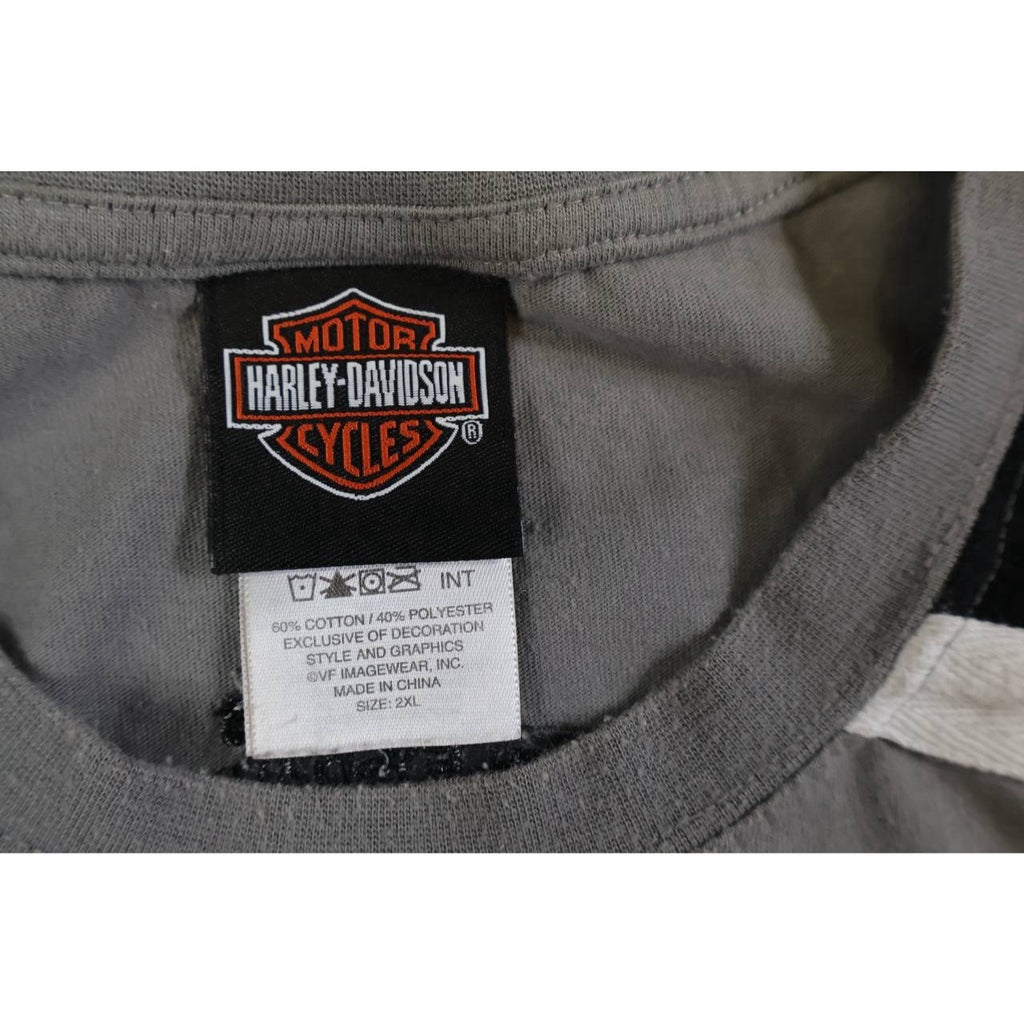 MOTOR
HARLEY-DAVIDSON
CYCLES
®
INT
60% COTTON / 40% POLYESTER
EXCLUSIVE OF DECORATION
STYLE AND GRAPHICS
©VF IMAGEWEAR, INC.
MADE IN CHINA
SIZE: 2XL